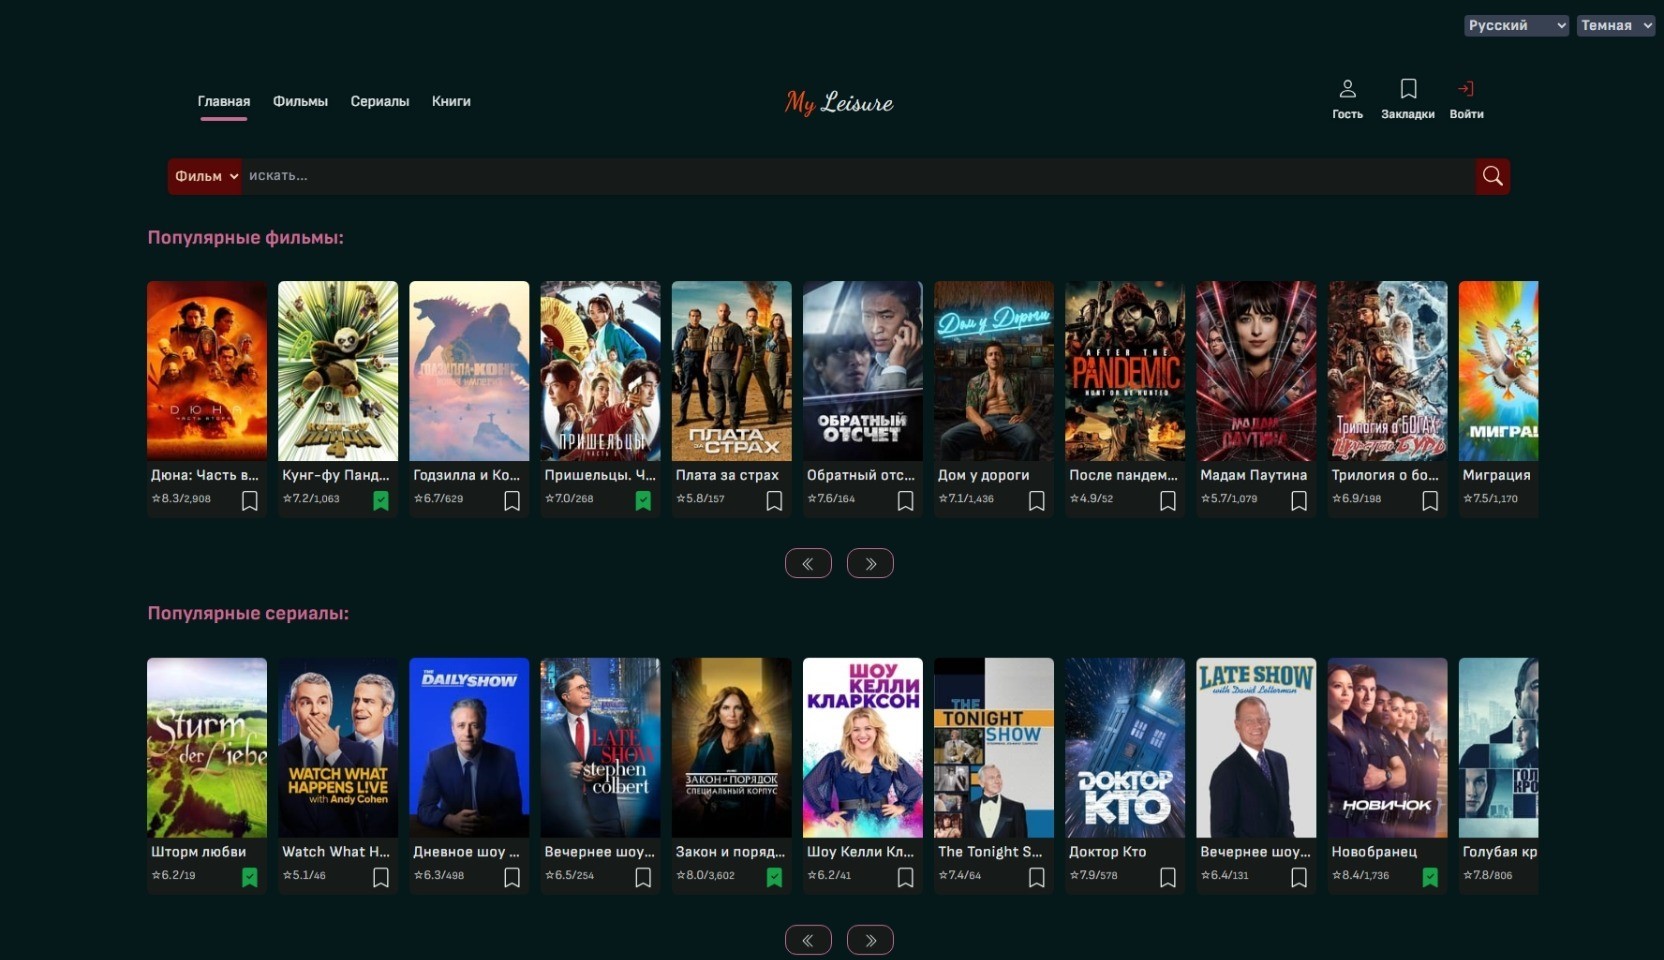 Русский Темная
Главная Фильмы Сериалы Книги
My Leisure
Гость Закладки Войти
Фильм искать...
Популярные фильмы:
ДЮНА
ЧАСТЬ ВТОРАЯ
КУНГ-ФУ ПАНДА 4
ПРИШЕЛЬЦЫ
ПЛАТА ЗА СТРАХ
ОБРАТНЫЙ ОТСЧЕТ
Дом у Дороги
AFTER THE PANDEMIC
HUNT OR BE HUNTED
МАДАМ ПАУТИНА
Трилогия о БОГАХ:
МИГРАЦ
Дюна: Часть в... Кунг-фу Панд... Годзилла и Ко... Пришельцы. Ч... Плата за страх Обратный отс... Дом у дороги После пандем... Мадам Паутина Трилогия о бо... Миграция
☆8.3/2,908 ☆7.2/1,063 ☆6.7/629 ☆7.0/268 ☆5.8/157 ☆7.6/164 ☆7.1/1,436 ☆4.9/52 ☆5.7/1,079 ☆6.9/198 ☆7.5/1,170
Популярные сериалы:
Sturm der Liebe
WATCH WHAT HAPPENS L!VE
with Andy Cohen
THE DAILY SHOW
LATE SHOW
stephen colbert
ЗАКОН И ПОРЯДОК
СПЕЦИАЛЬНЫЙ КОРПУС
ШОУ КЕЛЛИ КЛАРКСОН
THE TONIGHT SHOW
ДОКТОР КТО
LATE SHOW
with David Letterman
НОВИЧОК
Шторм любви Watch What H... Дневное шоу ... Вечернее шоу... Закон и поряд... Шоу Келли Кл... The Tonight S... Доктор Кто Вечернее шоу... Новобранец Голубая кр
☆6.2/19 ☆5.1/46 ☆6.3/498 ☆6.5/254 ☆8.0/3,602 ☆6.2/41 ☆7.4/64 ☆7.9/578 ☆6.4/131 ☆8.4/1,736 ☆7.8/806